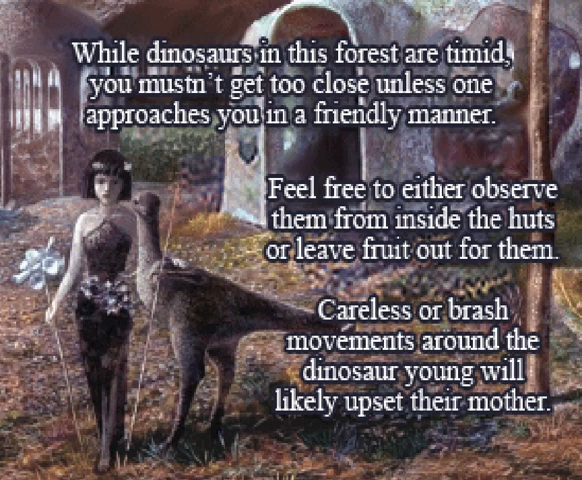 While dinosaurs in this forest are timid,
you mustn't get too close unless one
approaches you in a friendly manner.
Feel free to either observe
them from inside the huts
or leave fruit out for them.
Careless or brash
movements around the
dinosaur young will
likely upset their mother.